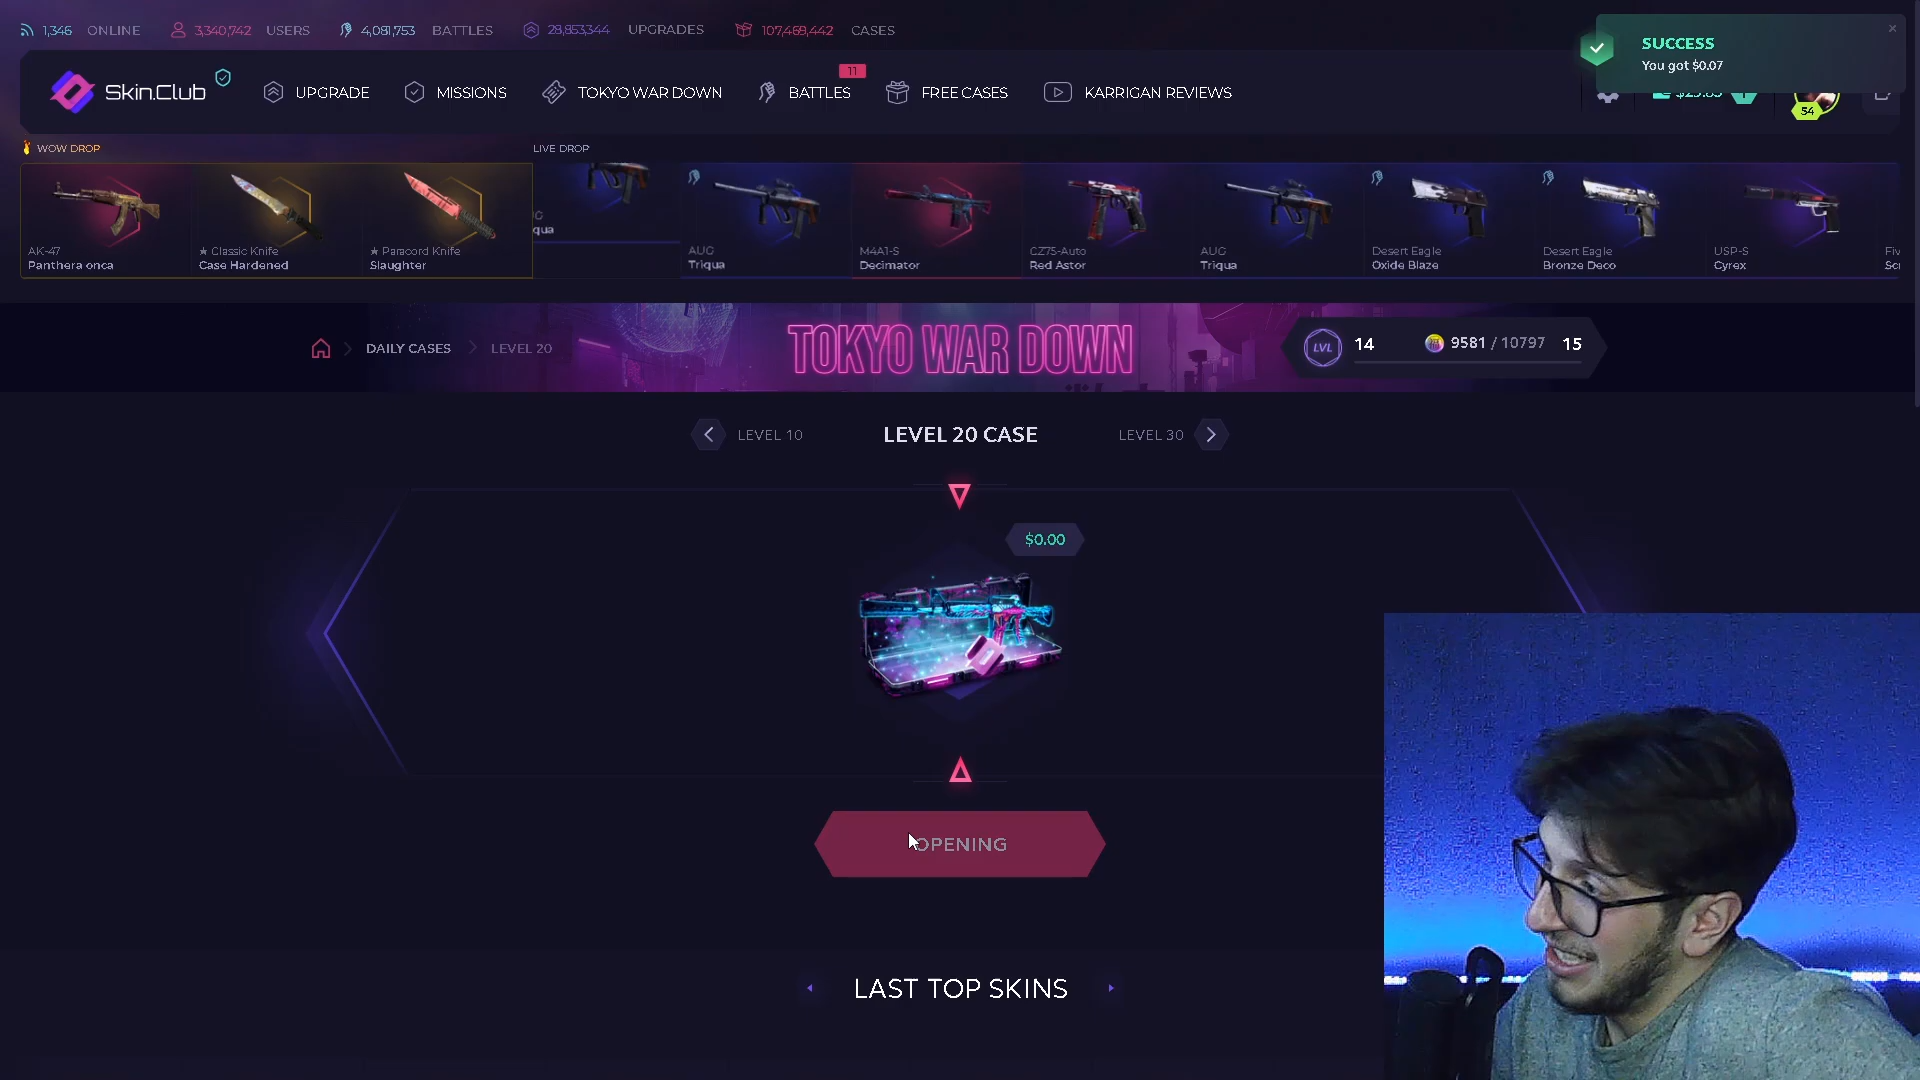 1,346 ONLINE 3,340,742 USERS 4,081,753 BATTLES 28,853,344 UPGRADES 107,469,442 CASES
SUCCESS
You got $0.07
Skin.Club UPGRADE MISSIONS TOKYO WAR DOWN BATTLES 11 FREE CASES KARRIGAN REVIEWS
54
WOW DROP
LIVE DROP
AK-47
Panthera onca
★ Classic Knife
Case Hardened
★ Paracord Knife
Slaughter
AUG
Triqua
M4A1-S
Decimator
CZ75-Auto
Red Astor
AUG
Triqua
Desert Eagle
Oxide Blaze
Desert Eagle
Bronze Deco
USP-S
Cyrex
DAILY CASES LEVEL 20
TOKYO WAR DOWN
LVL 14 9581 / 10797 15
LEVEL 10 LEVEL 20 CASE LEVEL 30
$0.00
OPENING
LAST TOP SKINS